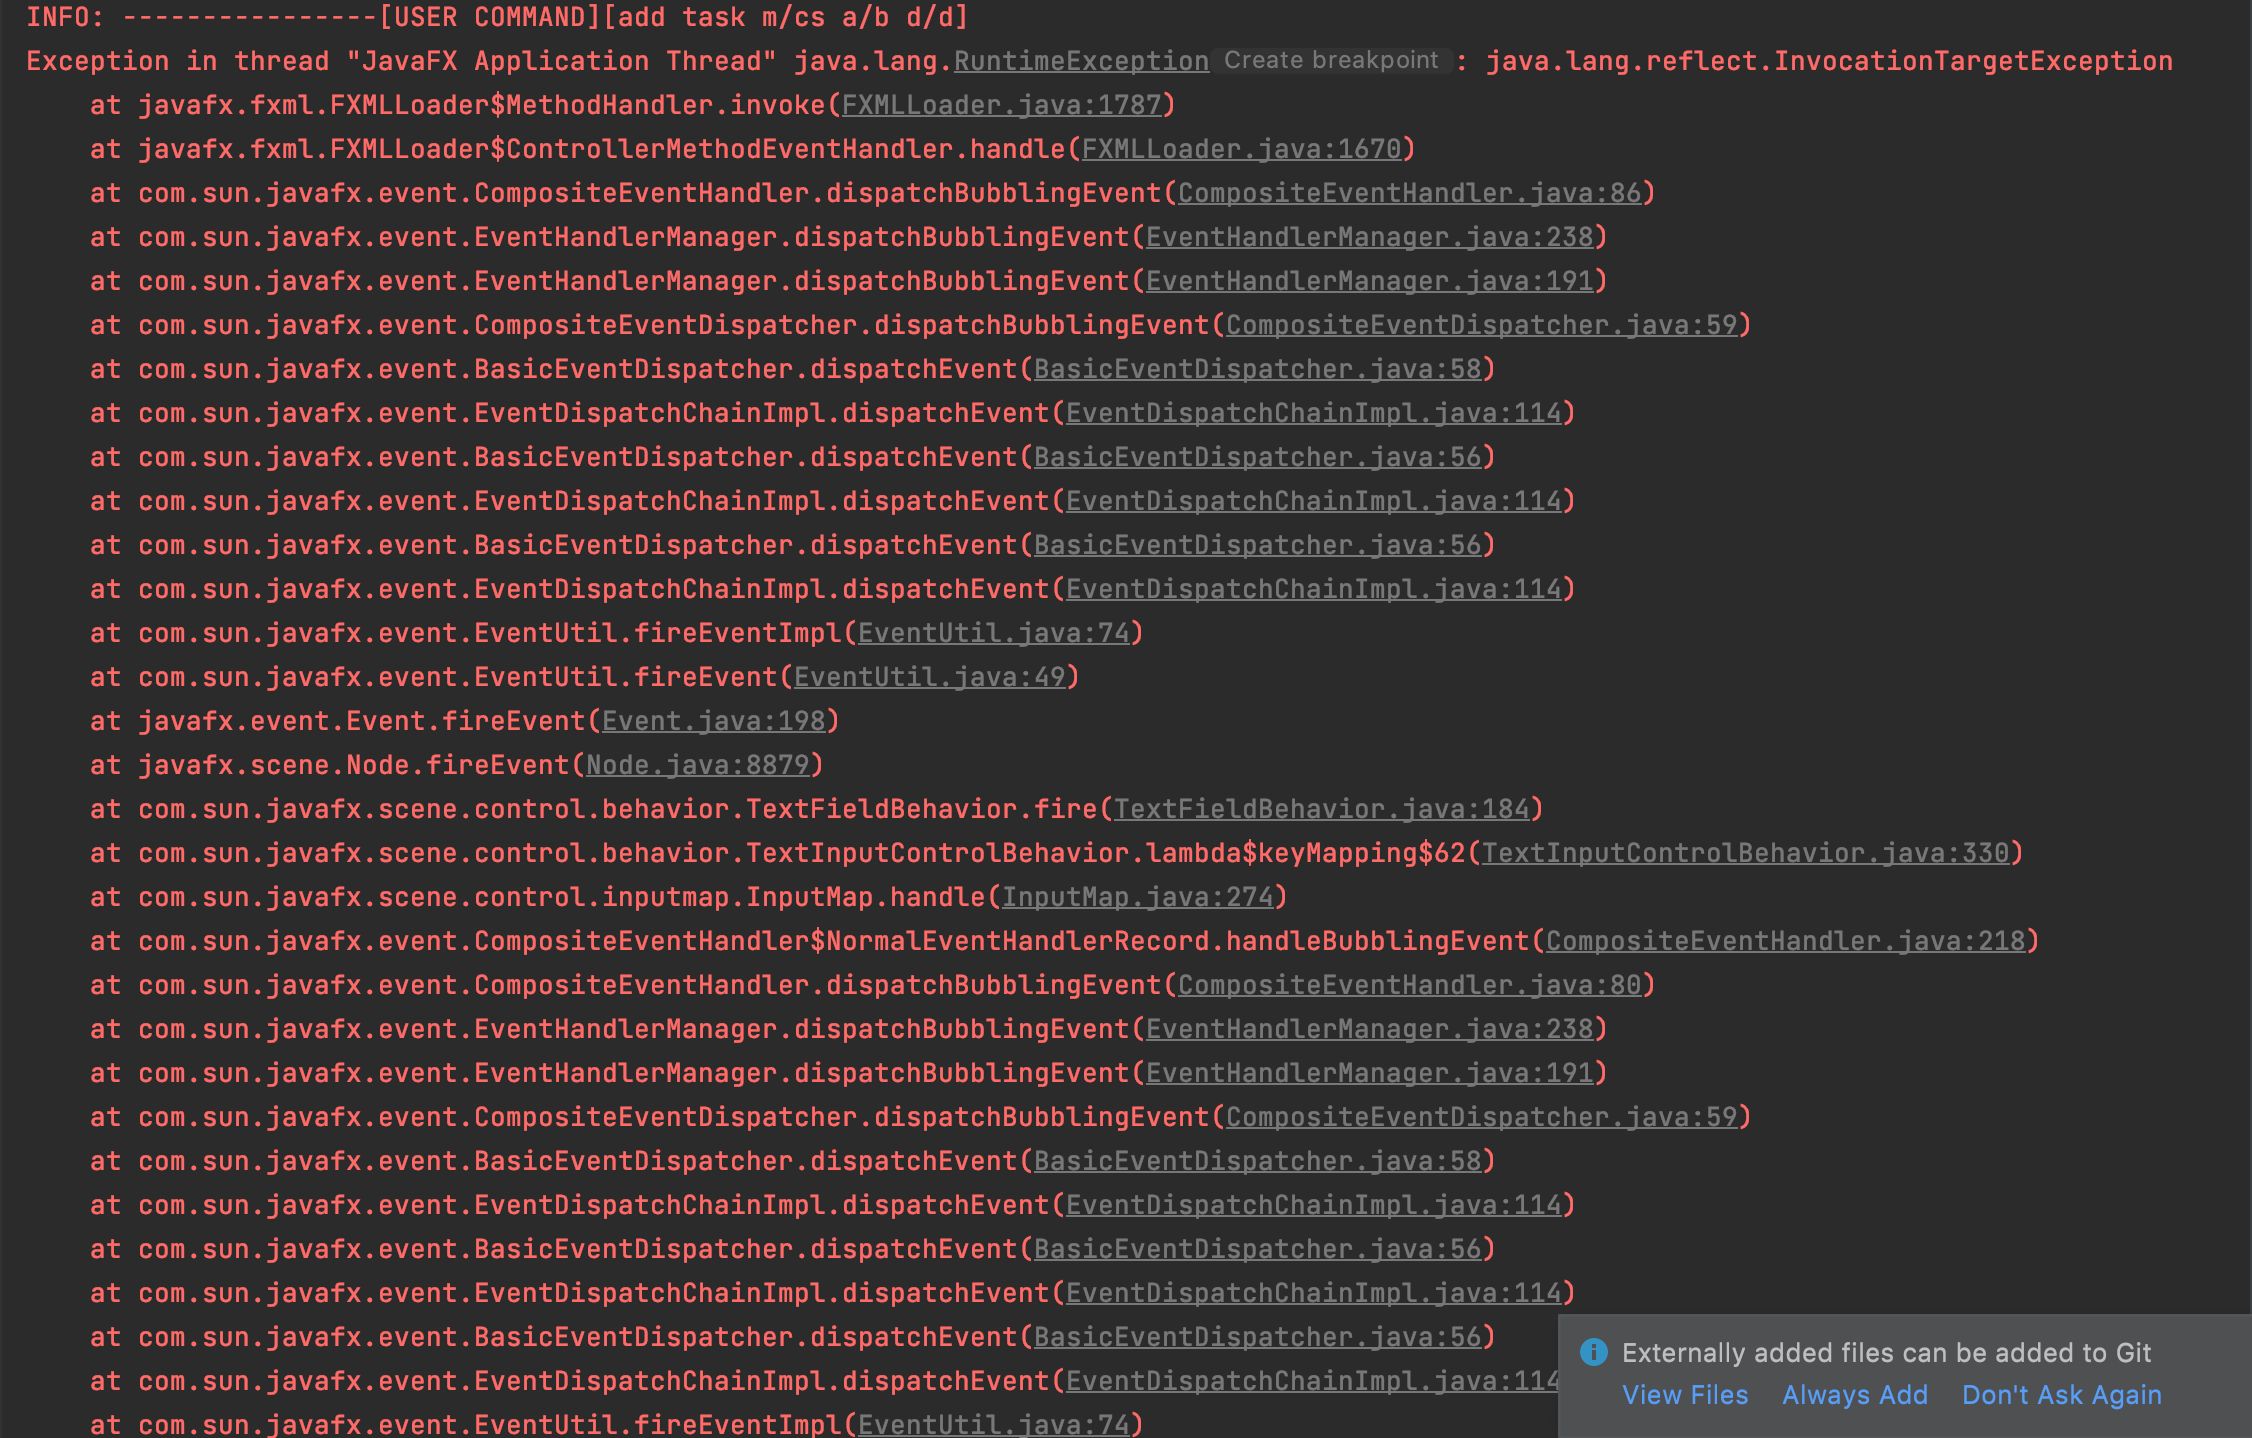 INFO: ----------------[USER COMMAND][add task m/cs a/b d/d]
Exception in thread "JavaFX Application Thread" java.lang.RuntimeException Create breakpoint : java.lang.reflect.InvocationTargetException
at javafx.fxml.FXMLLoader$MethodHandler.invoke(FXMLLoader.java:1787)
at javafx.fxml.FXMLLoader$ControllerMethodEventHandler.handle(FXMLLoader.java:1670)
at com.sun.javafx.event.CompositeEventHandler.dispatchBubblingEvent(CompositeEventHandler.java:86)
at com.sun.javafx.event.EventHandlerManager.dispatchBubblingEvent(EventHandlerManager.java:238)
at com.sun.javafx.event.EventHandlerManager.dispatchBubblingEvent(EventHandlerManager.java:191)
at com.sun.javafx.event.CompositeEventDispatcher.dispatchBubblingEvent(CompositeEventDispatcher.java:59)
at com.sun.javafx.event.BasicEventDispatcher.dispatchEvent(BasicEventDispatcher.java:58)
at com.sun.javafx.event.EventDispatchChainImpl.dispatchEvent(EventDispatchChainImpl.java:114)
at com.sun.javafx.event.BasicEventDispatcher.dispatchEvent(BasicEventDispatcher.java:56)
at com.sun.javafx.event.EventDispatchChainImpl.dispatchEvent(EventDispatchChainImpl.java:114)
at com.sun.javafx.event.BasicEventDispatcher.dispatchEvent(BasicEventDispatcher.java:56)
at com.sun.javafx.event.EventDispatchChainImpl.dispatchEvent(EventDispatchChainImpl.java:114)
at com.sun.javafx.event.EventUtil.fireEventImpl(EventUtil.java:74)
at com.sun.javafx.event.EventUtil.fireEvent(EventUtil.java:49)
at javafx.event.Event.fireEvent(Event.java:198)
at javafx.scene.Node.fireEvent(Node.java:8879)
at com.sun.javafx.scene.control.behavior.TextFieldBehavior.fire(TextFieldBehavior.java:184)
at com.sun.javafx.scene.control.behavior.TextInputControlBehavior.lambda$keyMapping$62(TextInputControlBehavior.java:330)
at com.sun.javafx.scene.control.inputmap.InputMap.handle(InputMap.java:274)
at com.sun.javafx.event.CompositeEventHandler$NormalEventHandlerRecord.handleBubblingEvent(CompositeEventHandler.java:218)
at com.sun.javafx.event.CompositeEventHandler.dispatchBubblingEvent(CompositeEventHandler.java:80)
at com.sun.javafx.event.EventHandlerManager.dispatchBubblingEvent(EventHandlerManager.java:238)
at com.sun.javafx.event.EventHandlerManager.dispatchBubblingEvent(EventHandlerManager.java:191)
at com.sun.javafx.event.CompositeEventDispatcher.dispatchBubblingEvent(CompositeEventDispatcher.java:59)
at com.sun.javafx.event.BasicEventDispatcher.dispatchEvent(BasicEventDispatcher.java:58)
at com.sun.javafx.event.EventDispatchChainImpl.dispatchEvent(EventDispatchChainImpl.java:114)
at com.sun.javafx.event.BasicEventDispatcher.dispatchEvent(BasicEventDispatcher.java:56)
at com.sun.javafx.event.EventDispatchChainImpl.dispatchEvent(EventDispatchChainImpl.java:114)
at com.sun.javafx.event.BasicEventDispatcher.dispatchEvent(BasicEventDispatcher.java:56)
at com.sun.javafx.event.EventDispatchChainImpl.dispatchEvent(EventDispatchChainImpl.java:114
at com.sun.javafx.event.EventUtil.fireEventImpl(EventUtil.java:74)
Externally added files can be added to Git
View Files Always Add Don't Ask Again